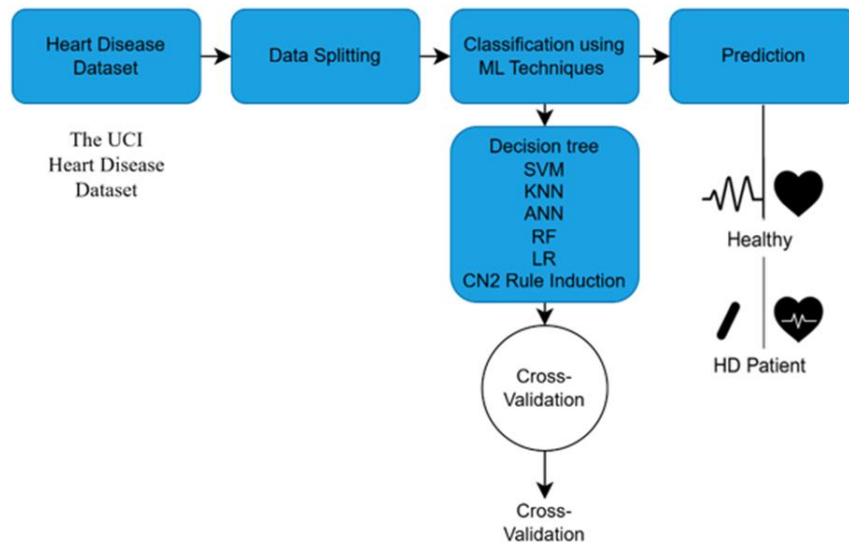 Heart Disease
Dataset
Data Splitting
Classification using
ML Techniques
Prediction
The UCI
Heart Disease
Dataset
Decision tree
SVM
KNN
ANN
RF
LR
CN2 Rule Induction
Healthy
HD Patient
Cross-
Validation
Cross-
Validation